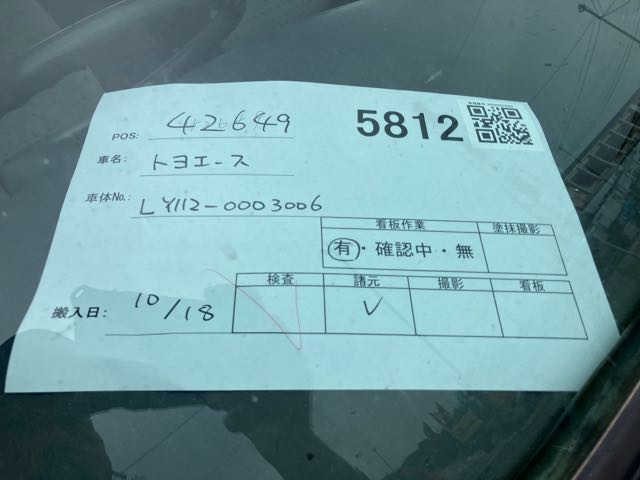 5812
POS: 42649
車名: トヨエース
車体No.: LY112-0003006
看板作業 塗抹撮影
有・確認中・無
検査 諸元 撮影 看板
搬入日: 10/18 V